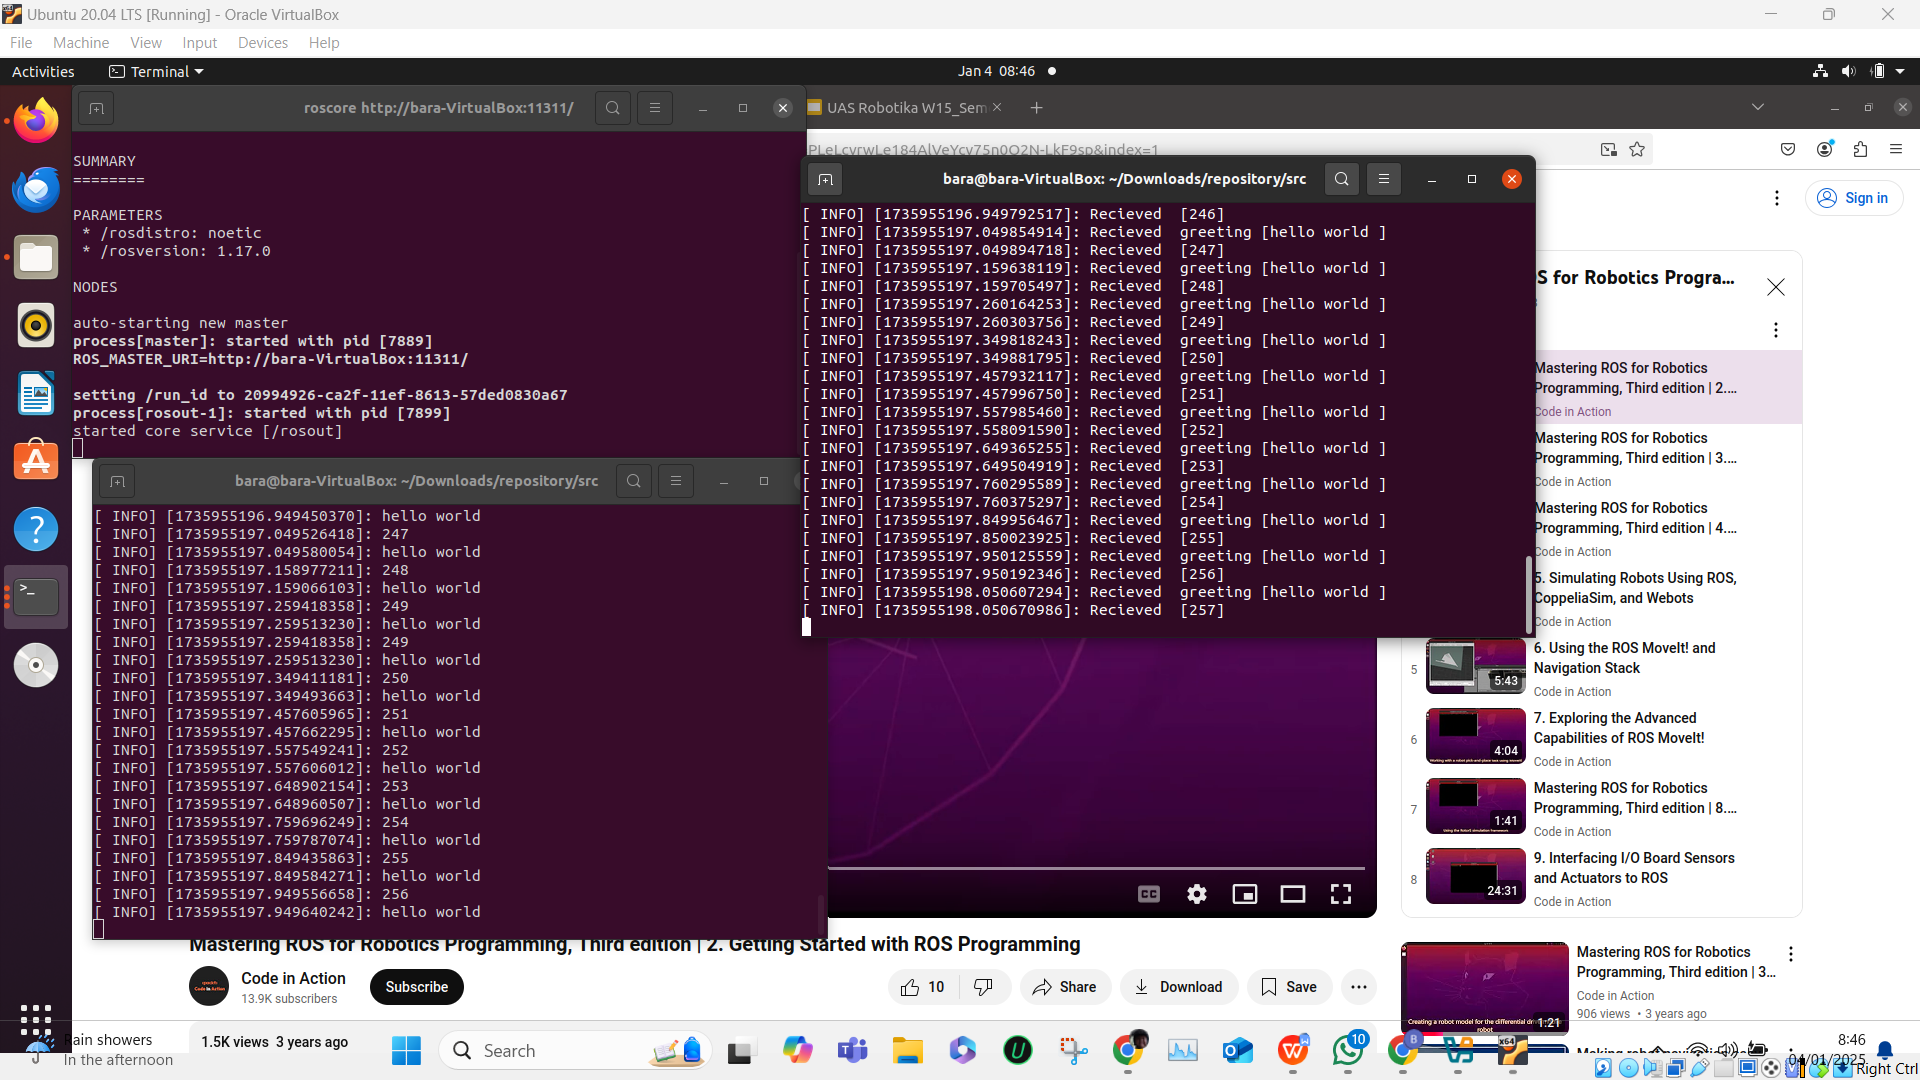 Ubuntu 20.04 LTS [Running] - Oracle VirtualBox
File Machine View Input Devices Help
Activities Terminal Jan 4 08:46
roscore http://bara-VirtualBox:11311/
SUMMARY
========
PARAMETERS
* /rosdistro: noetic
* /rosversion: 1.17.0
NODES
auto-starting new master
process[master]: started with pid [7889]
ROS_MASTER_URI=http://bara-VirtualBox:11311/
setting /run_id to 20994926-ca2f-11ef-8613-57ded0830a67
process[rosout-1]: started with pid [7899]
started core service [/rosout]
bara@bara-VirtualBox: ~/Downloads/repository/src
[ INFO] [1735955196.949450370]: hello world
[ INFO] [1735955197.049526418]: 247
[ INFO] [1735955197.049580054]: hello world
[ INFO] [1735955197.158977211]: 248
[ INFO] [1735955197.159066103]: hello world
[ INFO] [1735955197.259418358]: 249
[ INFO] [1735955197.259513230]: hello world
[ INFO] [1735955197.259418358]: 249
[ INFO] [1735955197.259513230]: hello world
[ INFO] [1735955197.349411181]: 250
[ INFO] [1735955197.349493663]: hello world
[ INFO] [1735955197.457605965]: 251
[ INFO] [1735955197.457662295]: hello world
[ INFO] [1735955197.557549241]: 252
[ INFO] [1735955197.557606012]: hello world
[ INFO] [1735955197.648902154]: 253
[ INFO] [1735955197.648960507]: hello world
[ INFO] [1735955197.759696249]: 254
[ INFO] [1735955197.759787074]: hello world
[ INFO] [1735955197.849435863]: 255
[ INFO] [1735955197.849584271]: hello world
[ INFO] [1735955197.949556658]: 256
[ INFO] [1735955197.949640242]: hello world
UAS Robotika W15_Sem
PLeLcvrwLe184AlVeYcv75n0O2N-LkF9sp&index=1
bara@bara-VirtualBox: ~/Downloads/repository/src
[ INFO] [1735955196.949792517]: Recieved [246]
[ INFO] [1735955197.049854914]: Recieved greeting [hello world ]
[ INFO] [1735955197.049894718]: Recieved [247]
[ INFO] [1735955197.159638119]: Recieved greeting [hello world ]
[ INFO] [1735955197.159705497]: Recieved [248]
[ INFO] [1735955197.260164253]: Recieved greeting [hello world ]
[ INFO] [1735955197.260303756]: Recieved [249]
[ INFO] [1735955197.349818243]: Recieved greeting [hello world ]
[ INFO] [1735955197.349881795]: Recieved [250]
[ INFO] [1735955197.457932117]: Recieved greeting [hello world ]
[ INFO] [1735955197.457996750]: Recieved [251]
[ INFO] [1735955197.557985460]: Recieved greeting [hello world ]
[ INFO] [1735955197.558091590]: Recieved [252]
[ INFO] [1735955197.649365255]: Recieved greeting [hello world ]
[ INFO] [1735955197.649504919]: Recieved [253]
[ INFO] [1735955197.760295589]: Recieved greeting [hello world ]
[ INFO] [1735955197.760375297]: Recieved [254]
[ INFO] [1735955197.849956467]: Recieved greeting [hello world ]
[ INFO] [1735955197.850023925]: Recieved [255]
[ INFO] [1735955197.950125559]: Recieved greeting [hello world ]
[ INFO] [1735955197.950192346]: Recieved [256]
[ INFO] [1735955198.050607294]: Recieved greeting [hello world ]
[ INFO] [1735955198.050670986]: Recieved [257]
Sign in
S for Robotics Progra...
Mastering ROS for Robotics
Programming, Third edition | 2....
Code in Action
Mastering ROS for Robotics
Programming, Third edition | 3....
Code in Action
Mastering ROS for Robotics
Programming, Third edition | 4....
Code in Action
5. Simulating Robots Using ROS,
CoppeliaSim, and Webots
Code in Action
5
5:43
6. Using the ROS MoveIt! and
Navigation Stack
Code in Action
6
4:04
7. Exploring the Advanced
Capabilities of ROS MoveIt!
Code in Action
7
1:41
Mastering ROS for Robotics
Programming, Third edition | 8....
Code in Action
8
24:31
9. Interfacing I/O Board Sensors
and Actuators to ROS
Code in Action
CC
Mastering ROS for Robotics Programming, Third edition | 2. Getting Started with ROS Programming
Code in Action
13.9K subscribers
Subscribe
10 Share Download Save
1.5K views 3 years ago
Creating a robot model for the differential drive
robot
1:21
Mastering ROS for Robotics
Programming, Third edition | 3...
Code in Action
906 views • 3 years ago
Rain showers
In the afternoon
Search
10
8:46
04/01/2025
Right Ctrl